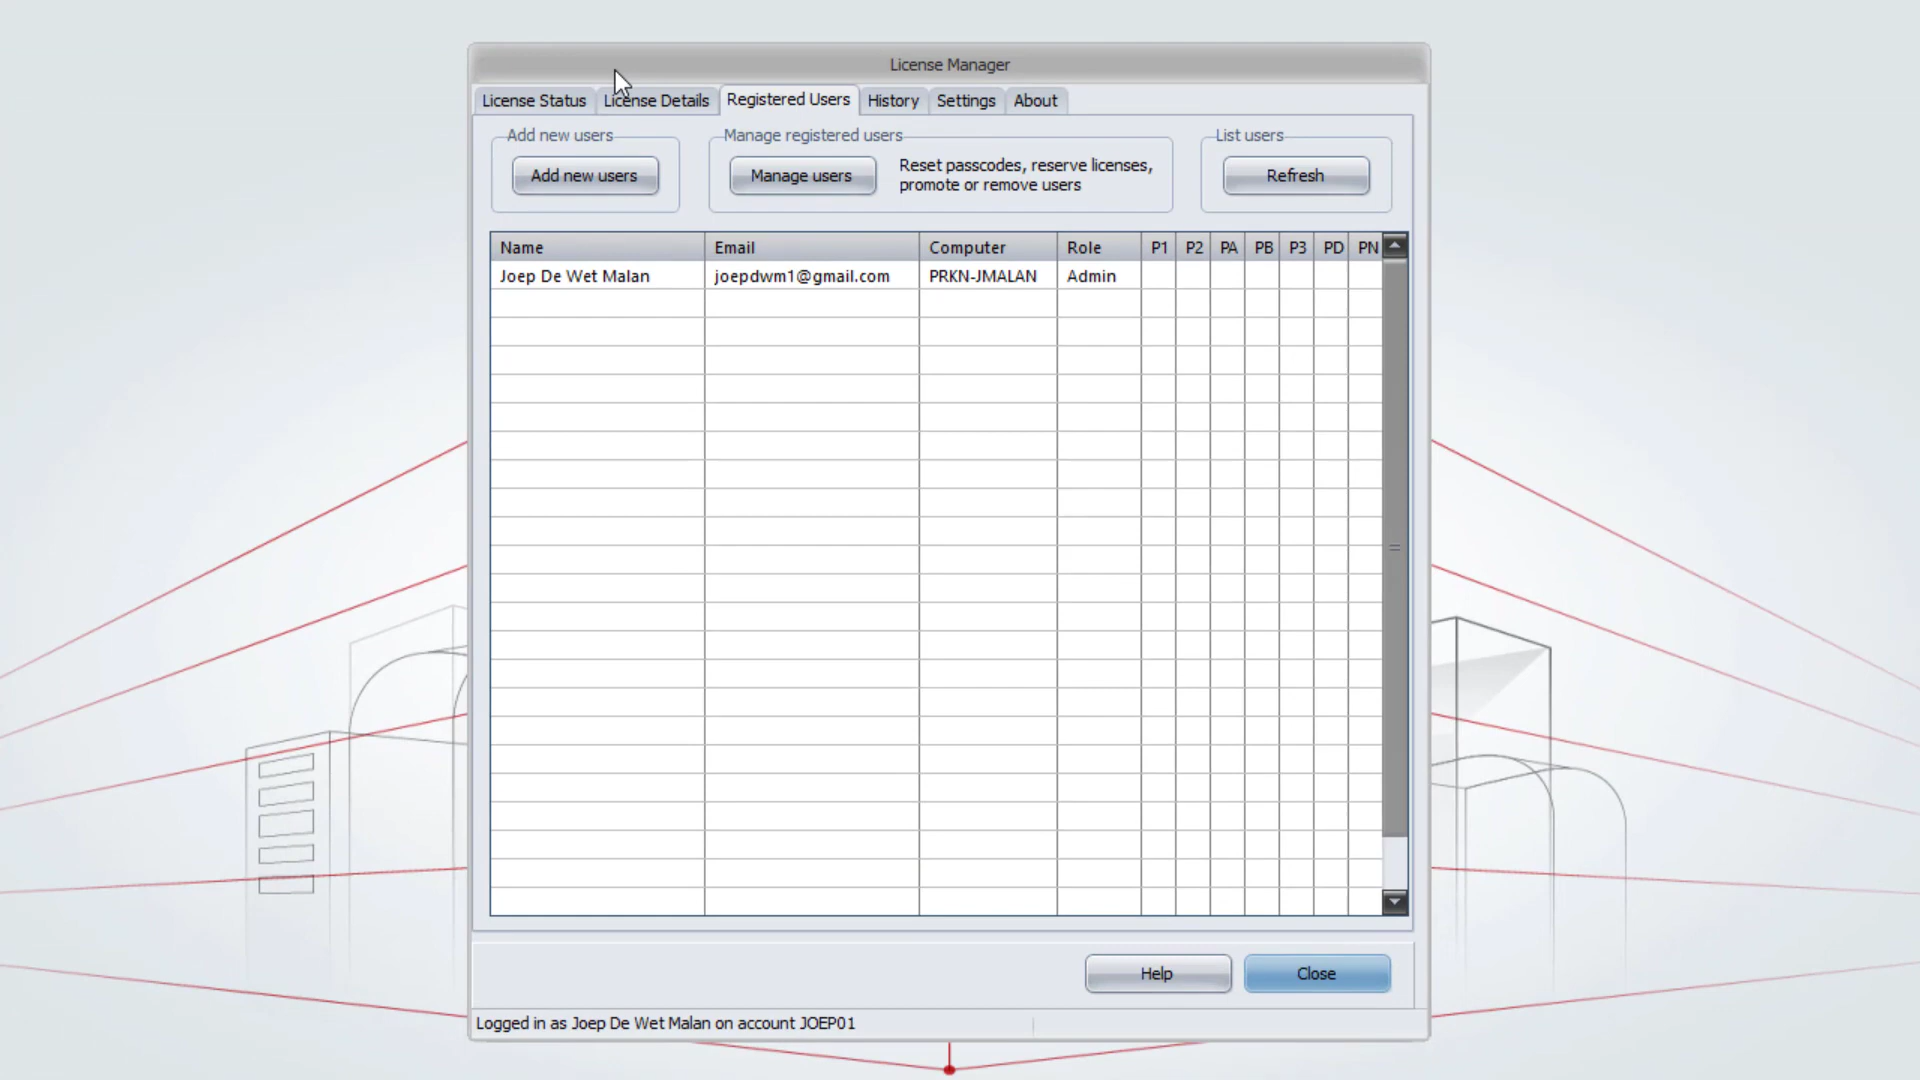 License Manager
License Status License Details Registered Users History Settings About
Add new users Manage registered users List users
Add new users Manage users Reset passcodes, reserve licenses, Refresh
promote or remove users
Name Email Computer Role P1 P2 PA PB P3 PD PN
Joep De Wet Malan joepdwm1@gmail.com PRKN-JMALAN Admin
Help Close
Logged in as Joep De Wet Malan on account JOEP01